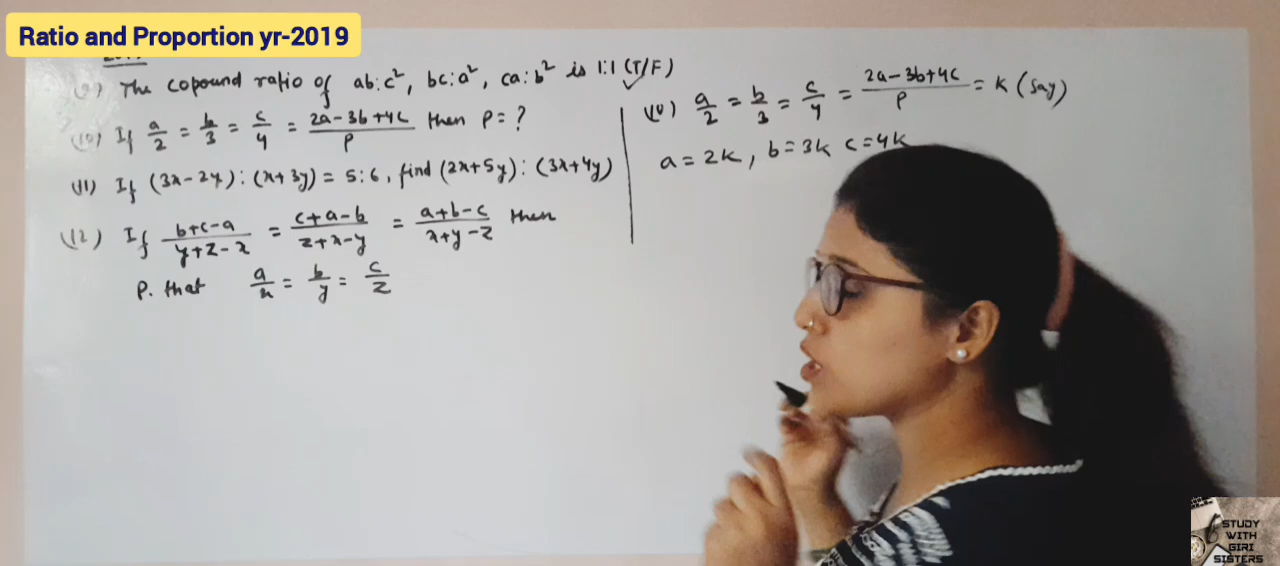 Ratio and Proportion yr-2019
(9) The copound ratio of ab:c², bc:a², ca:b² is 1:1 (T/F) ✓
(10) If a/2 = b/3 = c/4 = (2a-3b+4c)/P then P=?
(11) If (3x-2y):(x+3y) = 5:6, find (2x+5y):(3x+4y)
(12) If (b+c-a)/(y+z-x) = (c+a-b)/(z+x-y) = (a+b-c)/(x+y-z) then
P. that a/x = b/y = c/z
(10) a/2 = b/3 = c/4 = (2a-3b+4c)/P = K (Say)
a=2K, b=3K c=4K
STUDY
WITH
GIRI
SISTERS